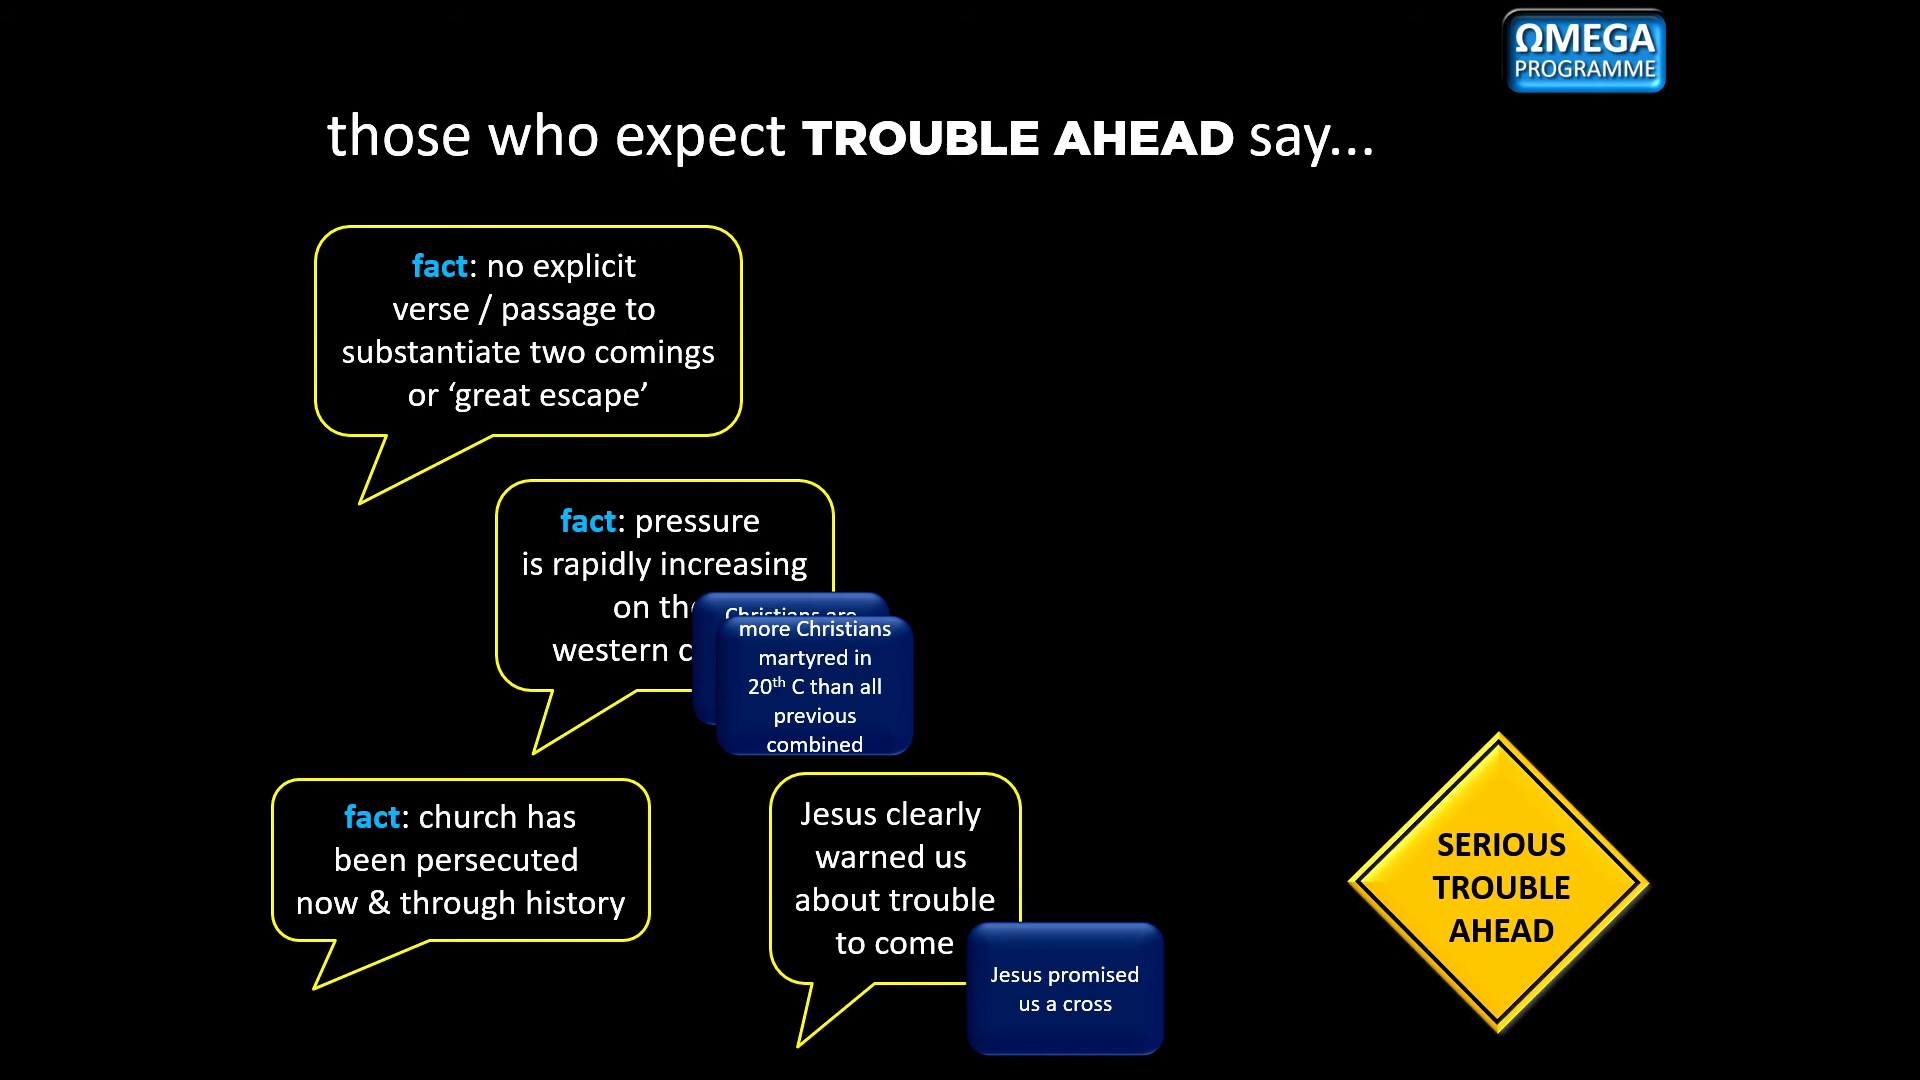 ΩMEGA
PROGRAMME
those who expect TROUBLE AHEAD say...
fact: no explicit
verse / passage to
substantiate two comings
or ‘great escape’
fact: pressure
is rapidly increasing
on the
western
Christians are
more Christians
martyred in
20th C than all
previous
combined
fact: church has
been persecuted
now & through history
Jesus clearly
warned us
about trouble
to come
Jesus promised
us a cross
SERIOUS
TROUBLE
AHEAD